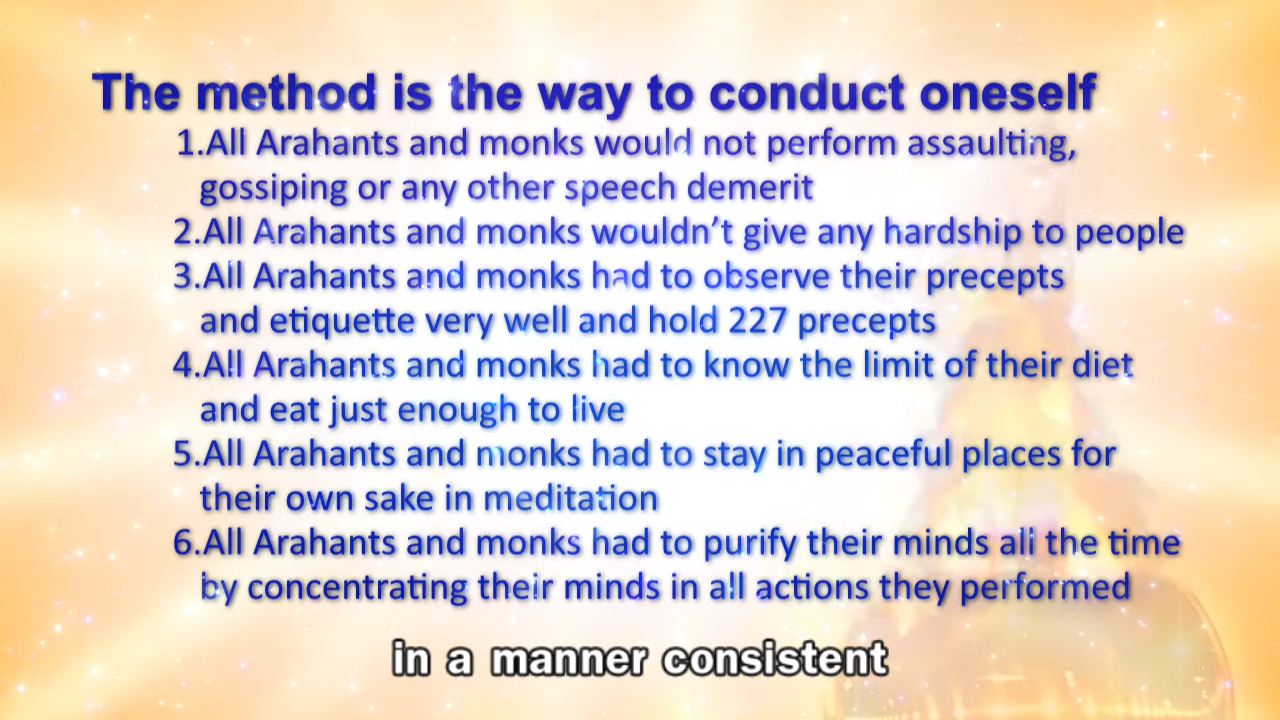 The method is the way to conduct oneself
1.All Arahants and monks would not perform assaulting,
gossiping or any other speech demerit
2.All Arahants and monks wouldn’t give any hardship to people
3.All Arahants and monks had to observe their precepts
and etiquette very well and hold 227 precepts
4.All Arahants and monks had to know the limit of their diet
and eat just enough to live
5.All Arahants and monks had to stay in peaceful places for
their own sake in meditation
6.All Arahants and monks had to purify their minds all the time
by concentrating their minds in all actions they performed
in a manner consistent